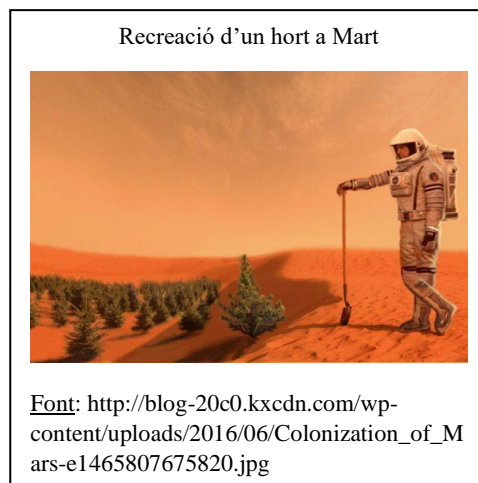 Recreació d’un hort a Mart
Font: http://blog-20c0.kxcdn.com/wp-
content/uploads/2016/06/Colonization_of_M
ars-e1465807675820.jpg